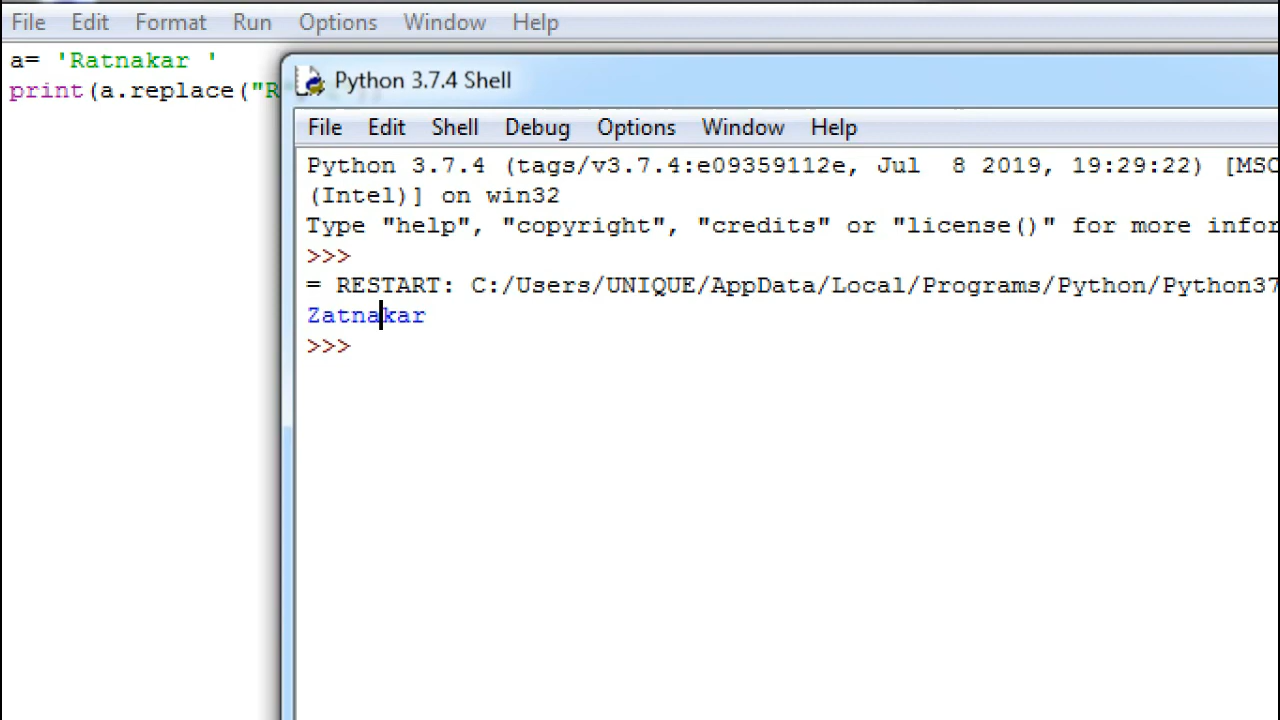 File Edit Format Run Options Window Help
a= 'Ratnakar '
print(a.replace("R
Python 3.7.4 Shell
File Edit Shell Debug Options Window Help
Python 3.7.4 (tags/v3.7.4:e09359112e, Jul  8 2019, 19:29:22) [MSC
(Intel)] on win32
Type "help", "copyright", "credits" or "license()" for more infor
>>>
= RESTART: C:/Users/UNIQUE/AppData/Local/Programs/Python/Python37
Zatnakar
>>>